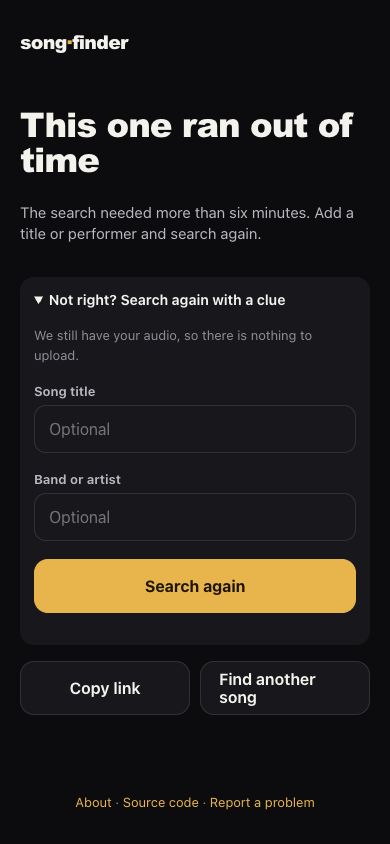 song·finder
This one ran out of
time
The search needed more than six minutes. Add a
title or performer and search again.
▼ Not right? Search again with a clue
We still have your audio, so there is nothing to
upload.
Song title
Optional
Band or artist
Optional
Search again
Copy link
Find another
song
About · Source code · Report a problem